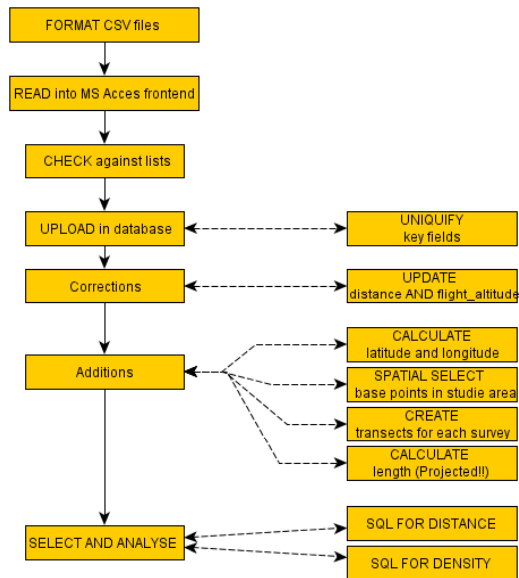 FORMAT CSV files
READ into MS Acces frontend
CHECK against lists
UPLOAD in database
UNIQUIFY
key fields
Corrections
UPDATE
distance AND flight_altitude
Additions
CALCULATE
latitude and longitude
SPATIAL SELECT
base points in studie area
CREATE
transects for each survey
CALCULATE
length (Projected!!)
SELECT AND ANALYSE
SQL FOR DISTANCE
SQL FOR DENSITY